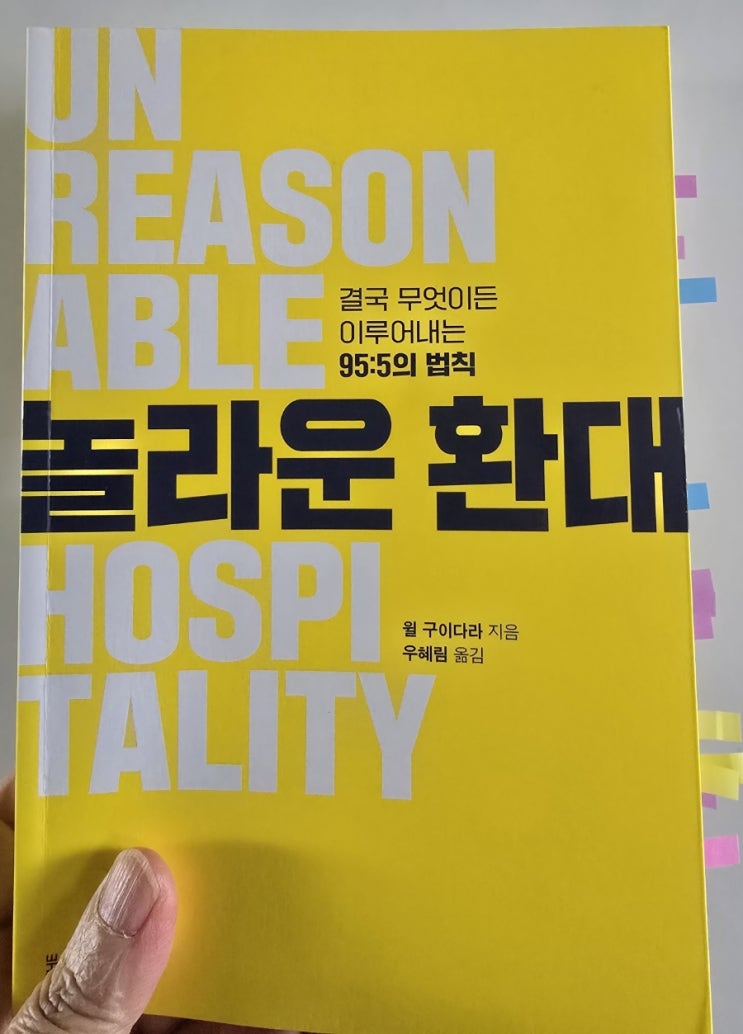 UN
REASON
ABLE
결국 무엇이든
이루어내는
95:5의 법칙
놀라운 환대
HOSPI
TALITY
윌 구이다라 지음
우혜림 옮김